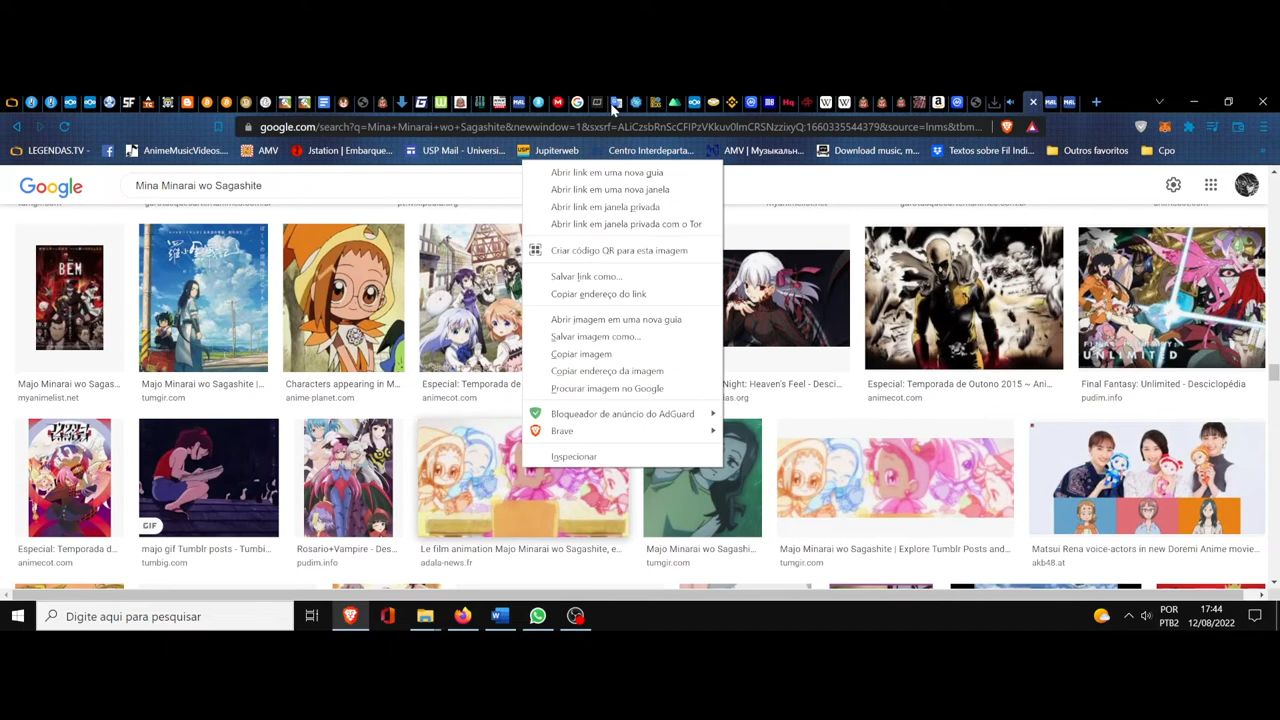 google.com/search?q=Mina+Minarai+wo+Sagashite&newwindow=1&sxsrf=ALiCzsbRnScCFIPzVKkuv0lmCRSNzzixyQ:1660335544379&source=lnms&tbm...
LEGENDAS.TV
AnimeMusicVideos...
AMV
Jstation | Embarque...
USP Mail - Universi...
Jupiterweb
Centro Interdeparta...
AMV | Музыкальн...
Download music, m...
Textos sobre Fil Indi...
Outros favoritos
Cpo
Google
Mina Minarai wo Sagashite
Abrir link em uma nova guia
Abrir link em uma nova janela
Abrir link em janela privada
Abrir link em janela privada com o Tor
Criar código QR para esta imagem
Salvar link como...
Copiar endereço do link
Abrir imagem em uma nova guia
Salvar imagem como...
Copiar imagem
Copiar endereço da imagem
Procurar imagem no Google
Bloqueador de anúncio do AdGuard
Brave
Inspecionar
BEM
FINAL FANTASY:
UNLIMITED
Majo Minarai wo Sagas...
myanimelist.net
Majo Minarai wo Sagashite |...
tumgir.com
Characters appearing in M...
anime-planet.com
Especial: Temporada de
animecot.com
Night: Heaven's Feel - Desci...
ias.org
Especial: Temporada de Outono 2015 ~ Ani...
animecot.com
Final Fantasy: Unlimited - Desciclopédia
pudim.info
GIF
Especial: Temporada d...
animecot.com
majo gif Tumblr posts - Tumbi...
tumbig.com
Rosario+Vampire - Des...
pudim.info
Le film animation Majo Minarai wo Sagashite, e...
adala-news.fr
Majo Minarai wo Sagashi...
tumgir.com
Majo Minarai wo Sagashite | Explore Tumblr Posts and...
tumgir.com
Matsui Rena voice-actors in new Doremi Anime movie...
akb48.at
Digite aqui para pesquisar
POR
PTB2
17:44
12/08/2022